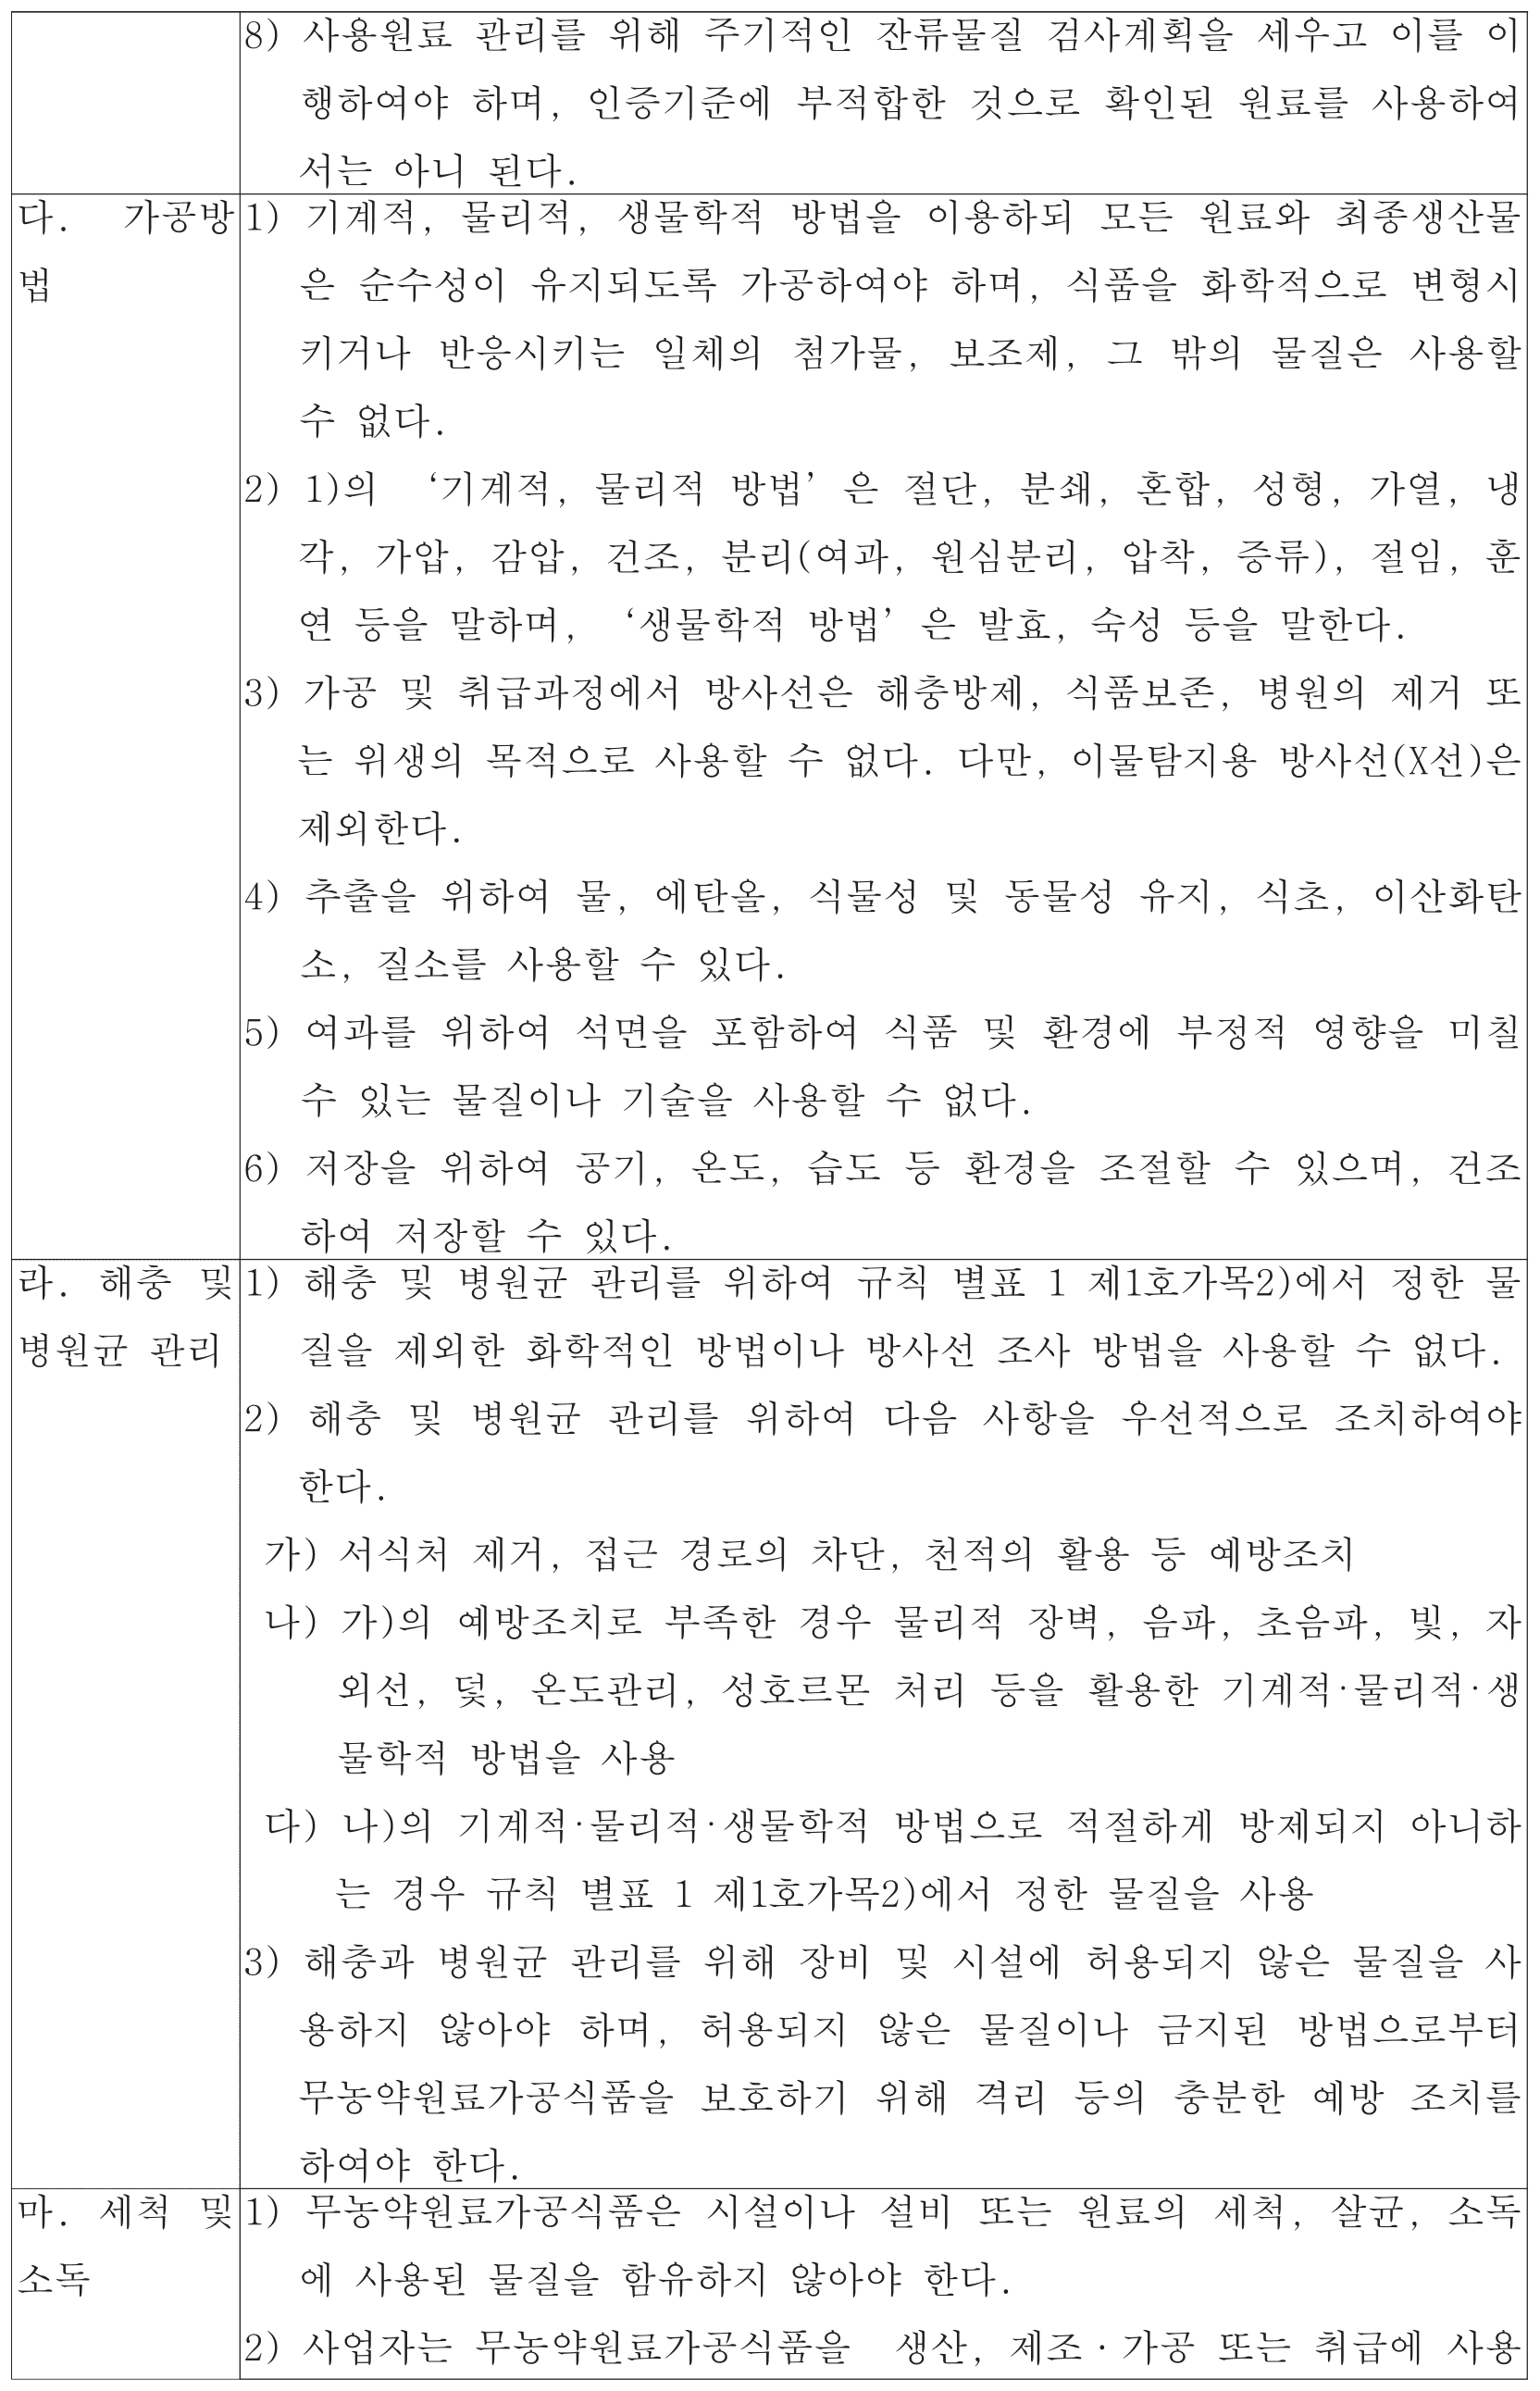 8) 사용원료 관리를 위해 주기적인 잔류물질 검사계획을 세우고 이를 이
행하여야 하며, 인증기준에 부적합한 것으로 확인된 원료를 사용하여
서는 아니 된다.
다. 가공방
법
1) 기계적, 물리적, 생물학적 방법을 이용하되 모든 원료와 최종생산물
은 순수성이 유지되도록 가공하여야 하며, 식품을 화학적으로 변형시
키거나 반응시키는 일체의 첨가물, 보조제, 그 밖의 물질은 사용할
수 없다.
2) 1)의 ‘기계적, 물리적 방법’은 절단, 분쇄, 혼합, 성형, 가열, 냉
각, 가압, 감압, 건조, 분리(여과, 원심분리, 압착, 증류), 절임, 훈
연 등을 말하며, ‘생물학적 방법’은 발효, 숙성 등을 말한다.
3) 가공 및 취급과정에서 방사선은 해충방제, 식품보존, 병원의 제거 또
는 위생의 목적으로 사용할 수 없다. 다만, 이물탐지용 방사선(X선)은
제외한다.
4) 추출을 위하여 물, 에탄올, 식물성 및 동물성 유지, 식초, 이산화탄
소, 질소를 사용할 수 있다.
5) 여과를 위하여 석면을 포함하여 식품 및 환경에 부정적 영향을 미칠
수 있는 물질이나 기술을 사용할 수 없다.
6) 저장을 위하여 공기, 온도, 습도 등 환경을 조절할 수 있으며, 건조
하여 저장할 수 있다.
라. 해충 및
병원균 관리
1) 해충 및 병원균 관리를 위하여 규칙 별표 1 제1호가목2)에서 정한 물
질을 제외한 화학적인 방법이나 방사선 조사 방법을 사용할 수 없다.
2) 해충 및 병원균 관리를 위하여 다음 사항을 우선적으로 조치하여야
한다.
가) 서식처 제거, 접근 경로의 차단, 천적의 활용 등 예방조치
나) 가)의 예방조치로 부족한 경우 물리적 장벽, 음파, 초음파, 빛, 자
외선, 덫, 온도관리, 성호르몬 처리 등을 활용한 기계적·물리적·생
물학적 방법을 사용
다) 나)의 기계적·물리적·생물학적 방법으로 적절하게 방제되지 아니하
는 경우 규칙 별표 1 제1호가목2)에서 정한 물질을 사용
3) 해충과 병원균 관리를 위해 장비 및 시설에 허용되지 않은 물질을 사
용하지 않아야 하며, 허용되지 않은 물질이나 금지된 방법으로부터
무농약원료가공식품을 보호하기 위해 격리 등의 충분한 예방 조치를
하여야 한다.
마. 세척 및
소독
1) 무농약원료가공식품은 시설이나 설비 또는 원료의 세척, 살균, 소독
에 사용된 물질을 함유하지 않아야 한다.
2) 사업자는 무농약원료가공식품을 생산, 제조·가공 또는 취급에 사용